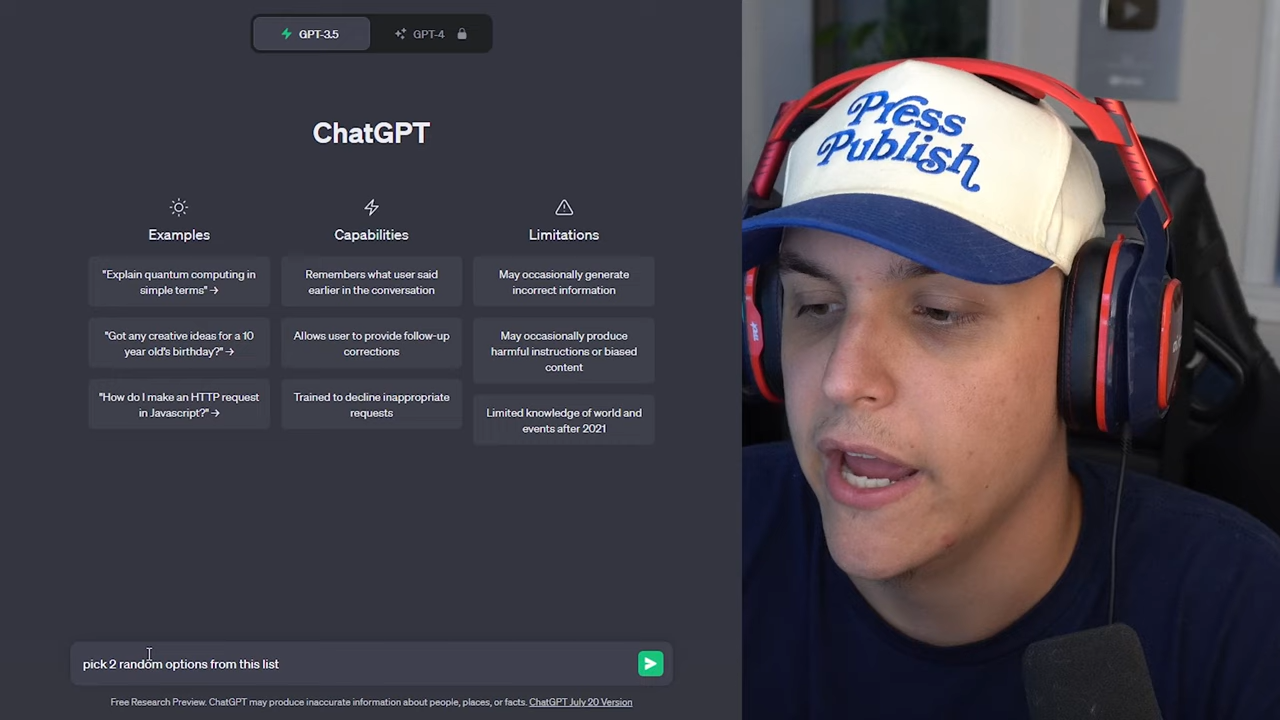 GPT-3.5
GPT-4
ChatGPT
Examples
Capabilities
Limitations
"Explain quantum computing in
simple terms" →
Remembers what user said
earlier in the conversation
May occasionally generate
incorrect information
"Got any creative ideas for a 10
year old's birthday?" →
Allows user to provide follow-up
corrections
May occasionally produce
harmful instructions or biased
content
"How do I make an HTTP request
in Javascript?" →
Trained to decline inappropriate
requests
Limited knowledge of world and
events after 2021
pick 2 random options from this list
Free Research Preview. ChatGPT may produce inaccurate information about people, places, or facts. ChatGPT July 20 Version
Press
Publish